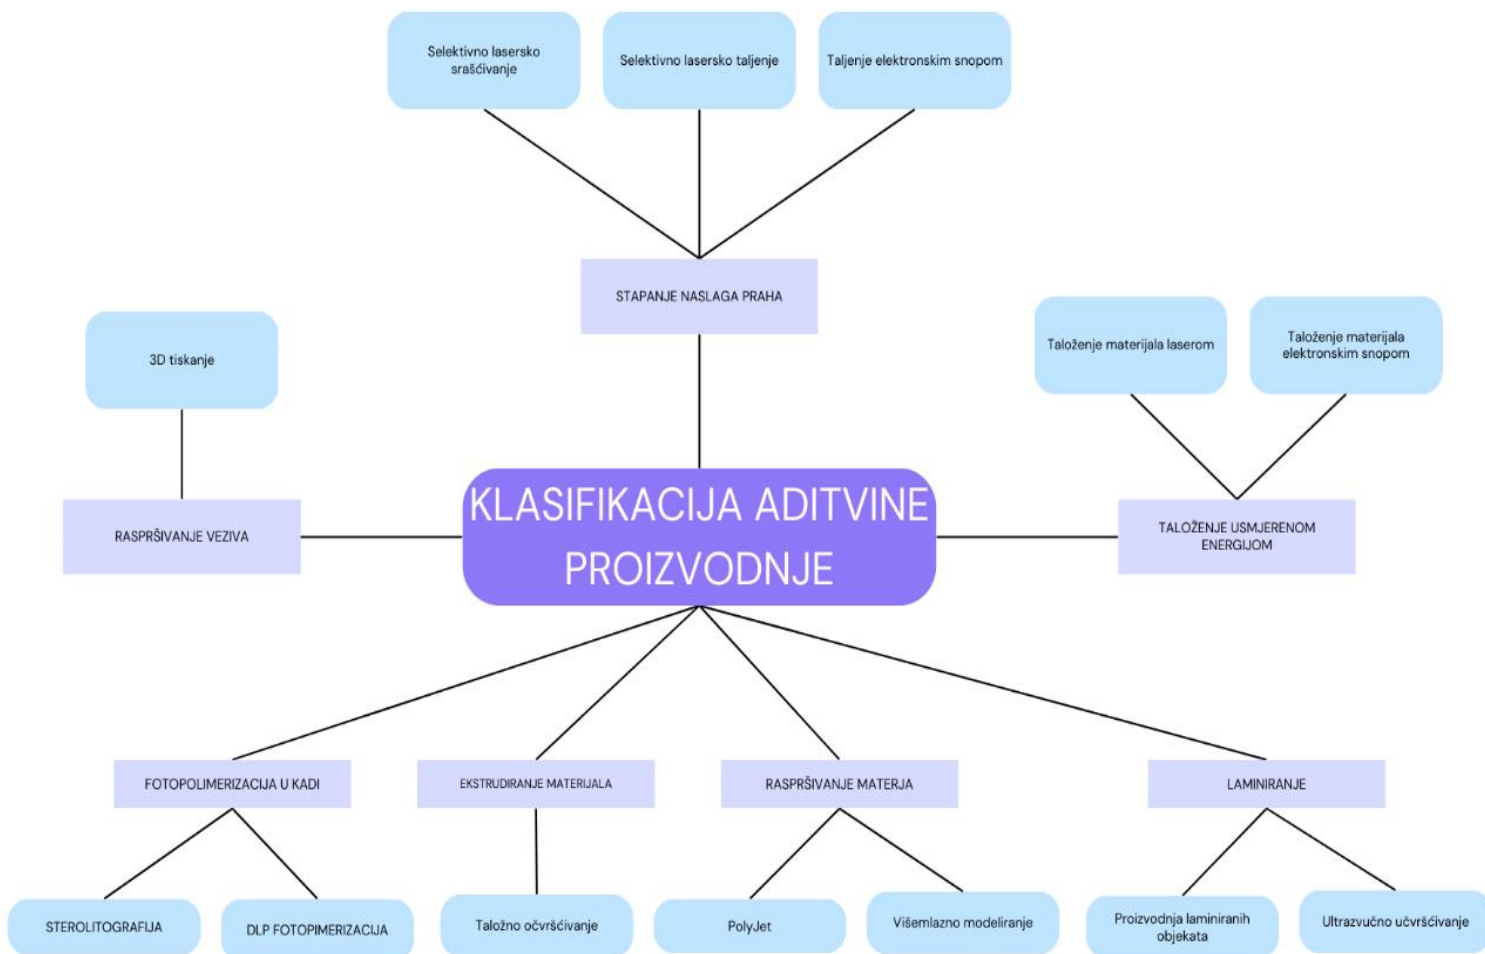 Selektivno lasersko
srašćivanje
Selektivno lasersko taljenje
Taljenje elektronskim snopom
STAPANJE NASLAGA PRAHA
3D tiskanje
Taloženje materijala laserom
Taloženje materijala
elektronskim snopom
RASPRŠIVANJE VEZIVA
KLASIFIKACIJA ADITVINE
PROIZVODNJE
TALOŽENJE USMJERENOM
ENERGIJOM
FOTOPOLIMERIZACIJA U KADI
EKSTRUDIRANJE MATERIJALA
RASPRŠIVANJE MATERJA
LAMINIRANJE
STEROLITOGRAFIJA
DLP FOTOPIMERIZACIJA
Taložno očvršćivanje
PolyJet
Višemlazno modeliranje
Proizvodnja laminiranih
objekata
Ultrazvučno učvršćivanje